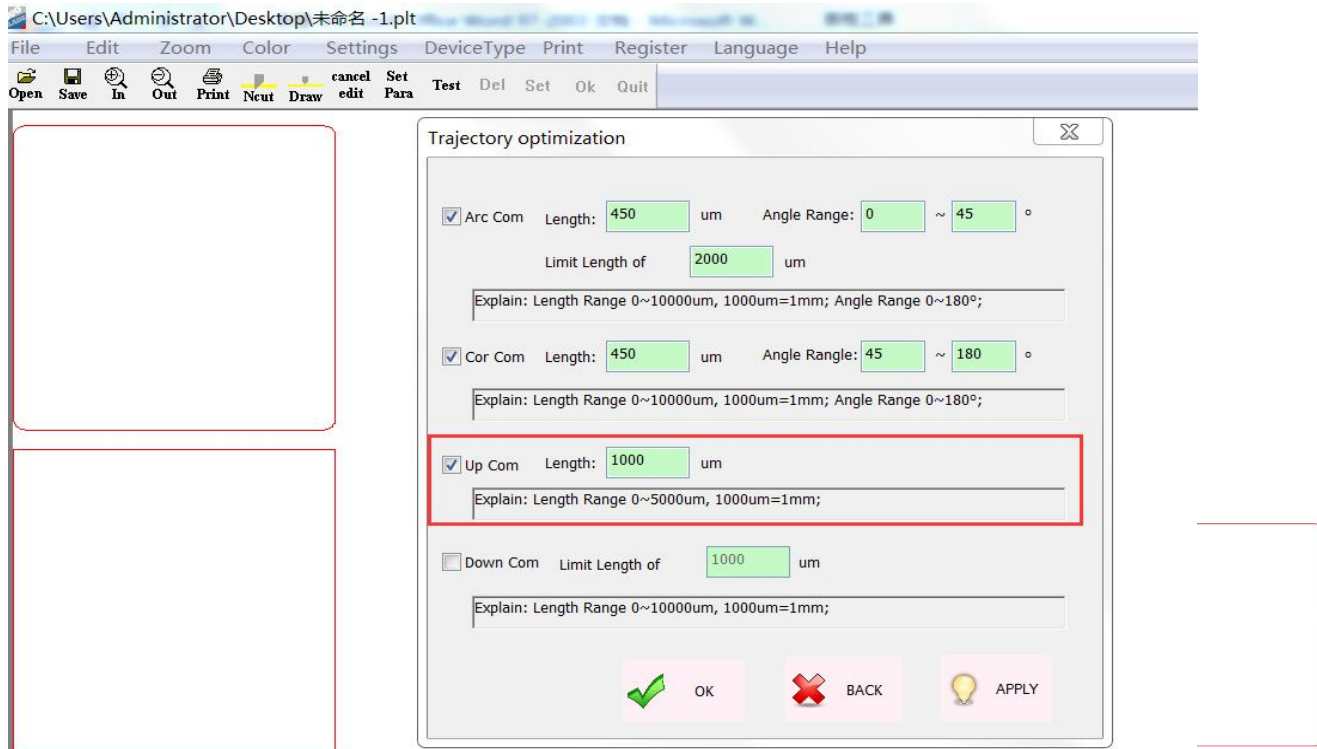 C:\Users\Administrator\Desktop\未命名 -1.plt
File Edit Zoom Color Settings DeviceType Print Register Language Help
Open Save In Out Print Ncut Draw cancel edit Set Para Test Del Set Ok Quit
Trajectory optimization
Arc Com Length: 450 um Angle Range: 0 ~ 45 °
Limit Length of 2000 um
Explain: Length Range 0~10000um, 1000um=1mm; Angle Range 0~180º;
Cor Com Length: 450 um Angle Rangle: 45 ~ 180 °
Explain: Length Range 0~10000um, 1000um=1mm; Angle Range 0~180º;
Up Com Length: 1000 um
Explain: Length Range 0~5000um, 1000um=1mm;
Down Com Limit Length of 1000 um
Explain: Length Range 0~10000um, 1000um=1mm;
OK BACK APPLY